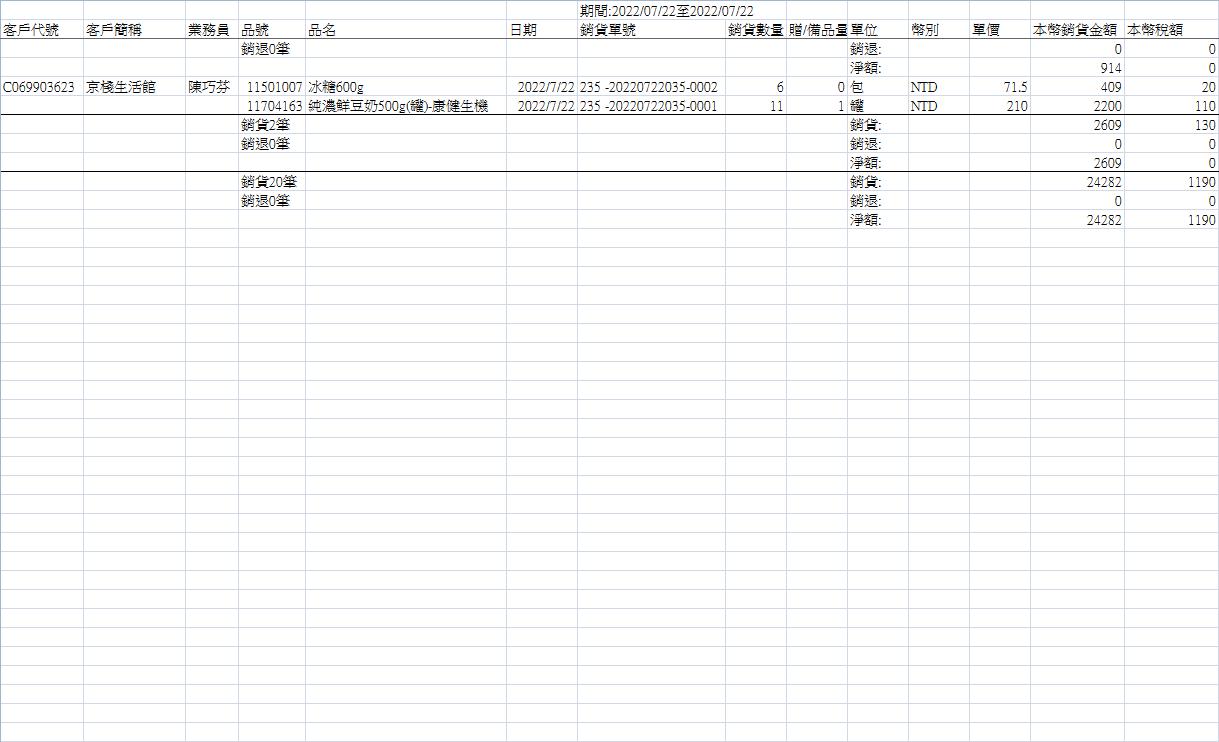 期間:2022/07/22至2022/07/22
客戶代號 客戶簡稱 業務員 品號 品名 日期 銷貨單號 銷貨數量 贈/備品量 單位 幣別 單價 本幣銷貨金額 本幣稅額
銷退0筆 銷退: 0 0
淨額: 914 0
C069903623 京棧生活館 陳巧芬 11501007 冰糖600g 2022/7/22 235 -20220722035-0002 6 0 包 NTD 71.5 409 20
11704163 純濃鮮豆奶500g(罐)-康健生機 2022/7/22 235 -20220722035-0001 11 1 罐 NTD 210 2200 110
銷貨2筆 銷貨: 2609 130
銷退0筆 銷退: 0 0
淨額: 2609 0
銷貨20筆 銷貨: 24282 1190
銷退0筆 銷退: 0 0
淨額: 24282 1190